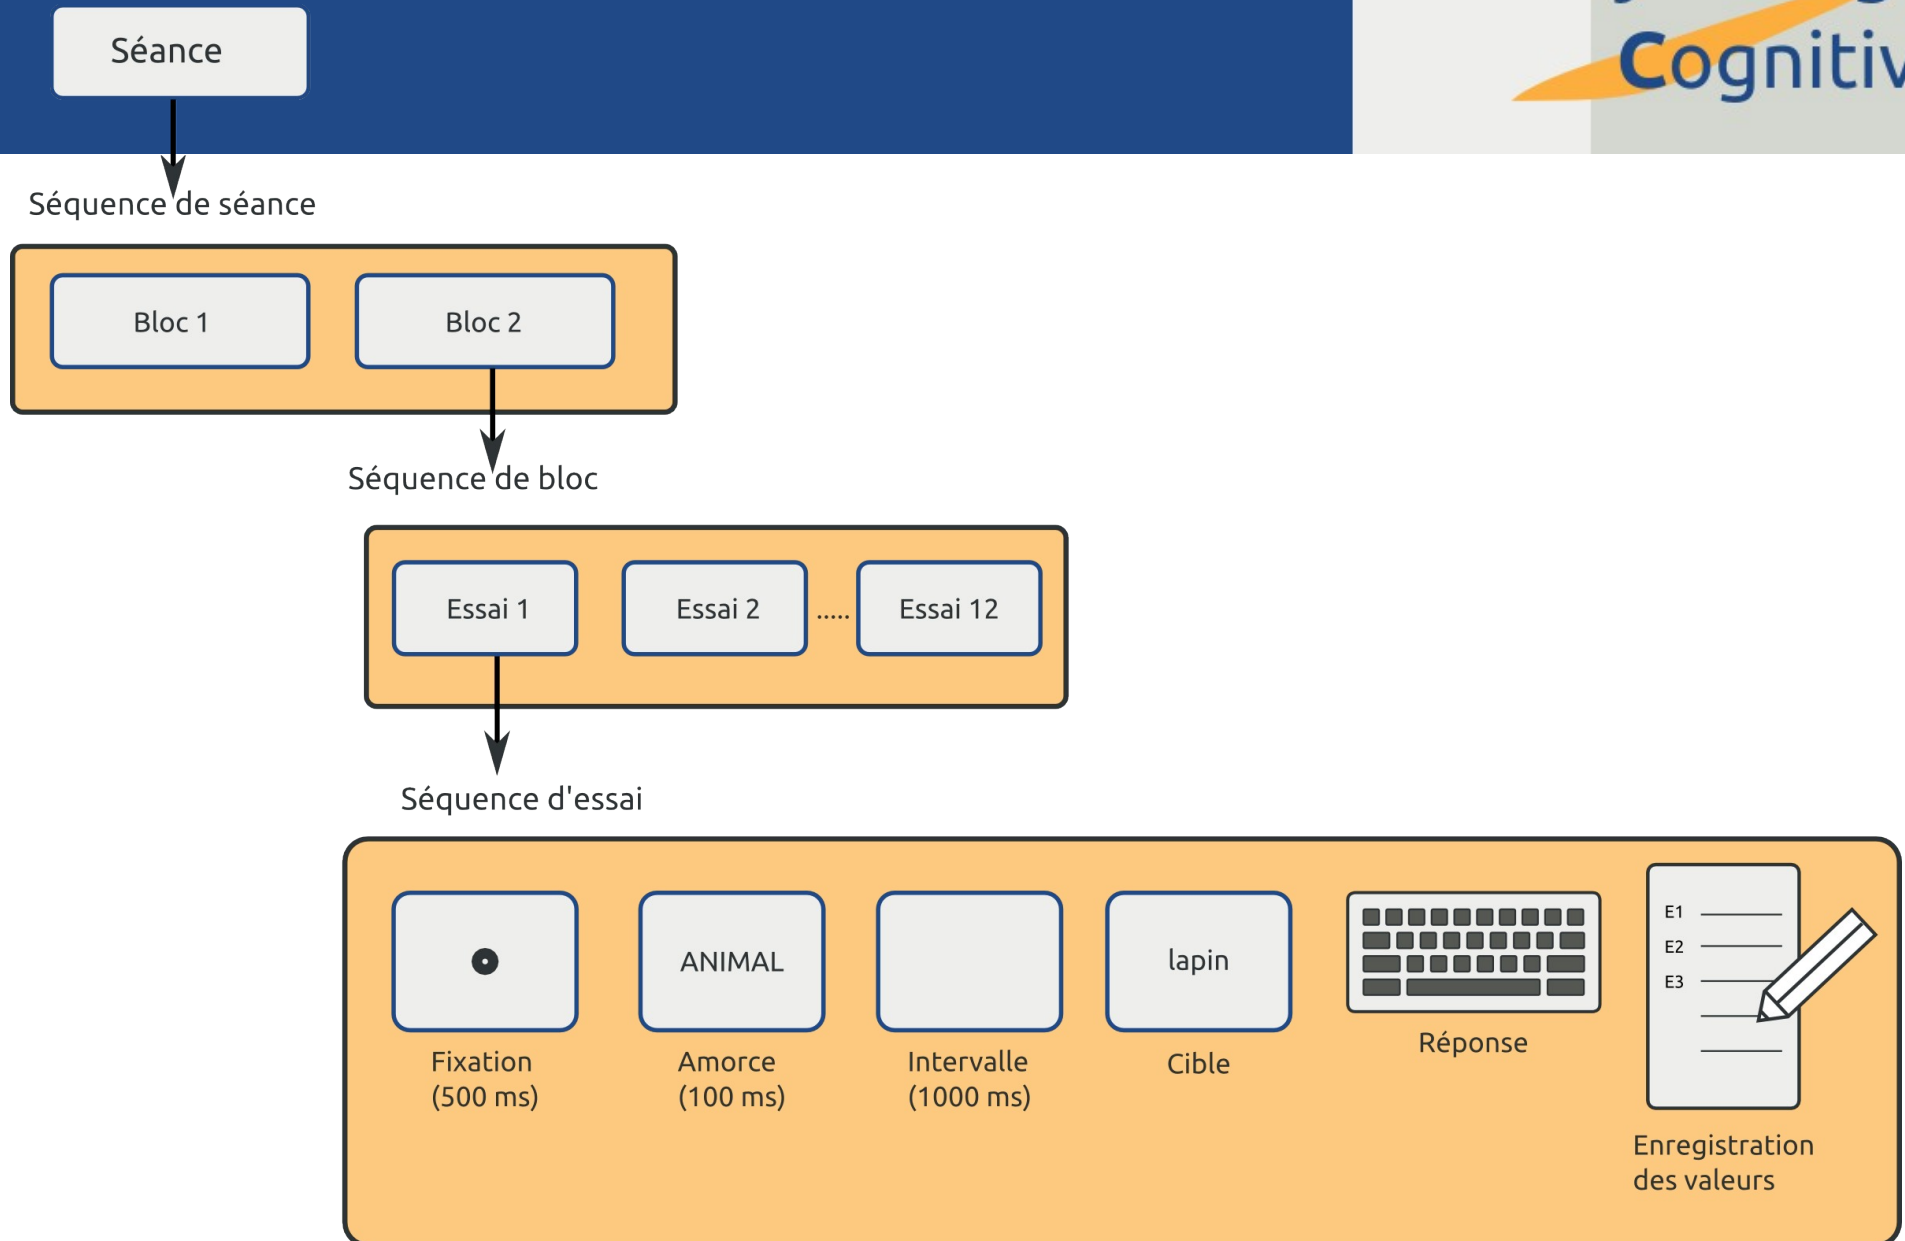 Séance
Cognitiv
Séquence de séance
Bloc 1
Bloc 2
Séquence de bloc
Essai 1
Essai 2
.....
Essai 12
Séquence d'essai
ANIMAL
lapin
E1
E2
E3
Fixation
(500 ms)
Amorce
(100 ms)
Intervalle
(1000 ms)
Cible
Réponse
Enregistration
des valeurs